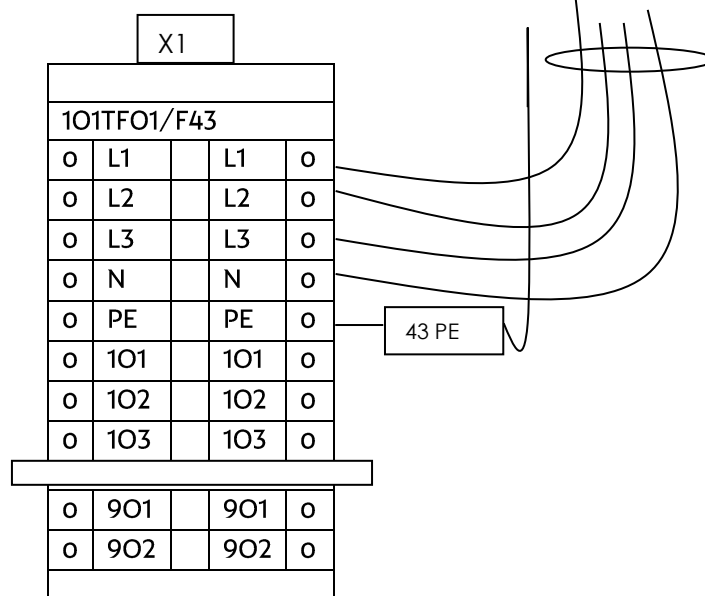 X1
101TF01/F43
O L1 L1 O
O L2 L2 O
O L3 L3 O
O N N O
O PE PE O
43 PE
O 101 101 O
O 102 102 O
O 103 103 O
O 901 901 O
O 902 902 O